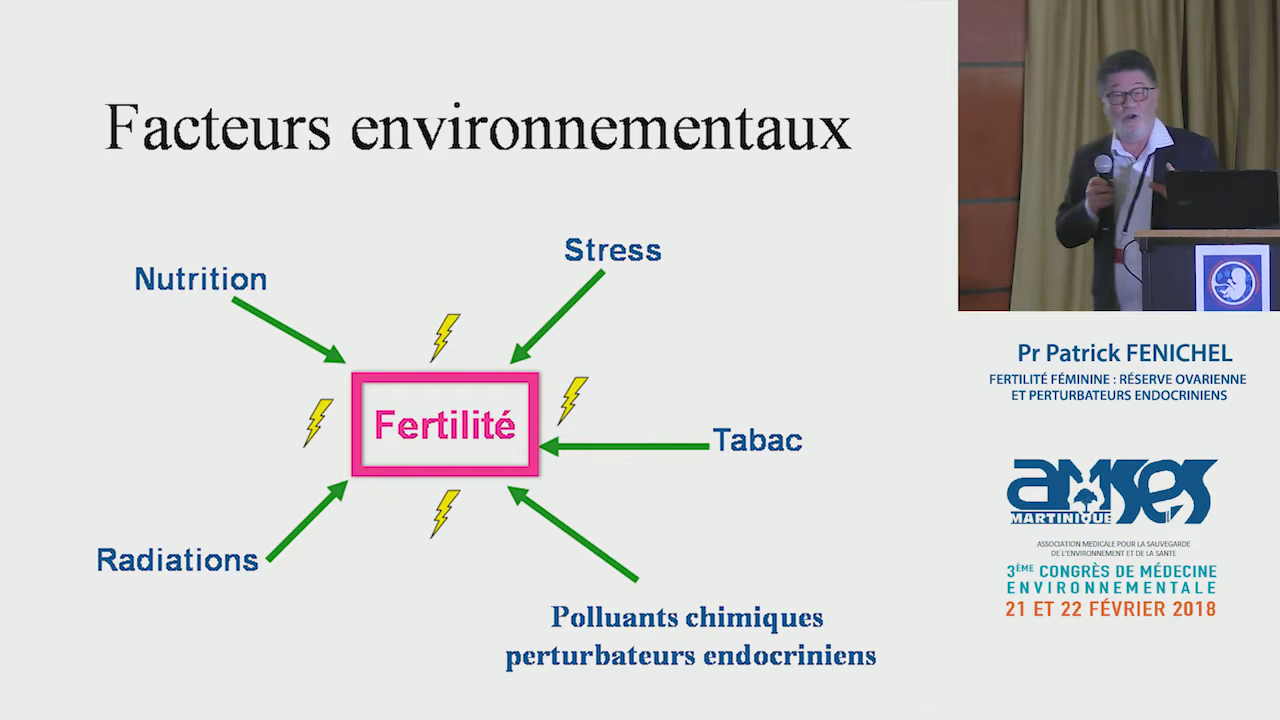 Facteurs environnementaux
Nutrition
Stress
Fertilité
Tabac
Radiations
Polluants chimiques
perturbateurs endocriniens
Pr Patrick FENICHEL
FERTILITÉ FÉMININE : RÉSERVE OVARIENNE
ET PERTURBATEURS ENDOCRINIENS
AMSES
MARTINIQUE
ASSOCIATION MEDICALE POUR LA SAUVEGARDE
DE L'ENVIRONNEMENT ET DE LA SANTE
3ÈME CONGRÈS DE MÉDECINE
ENVIRONNEMENTALE
21 ET 22 FÉVRIER 2018